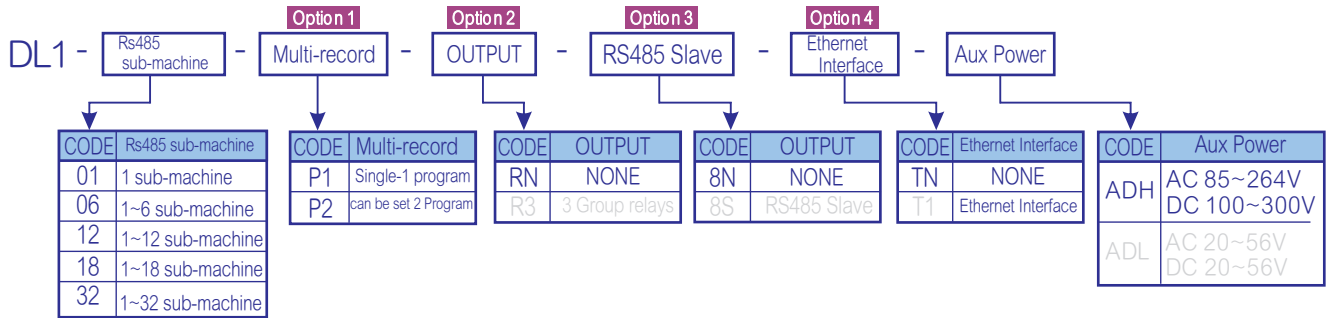 Option 1 Option 2 Option 3 Option 4
DL1 - Rs485 sub-machine - Multi-record - OUTPUT - RS485 Slave - Ethernet Interface - Aux Power
CODE Rs485 sub-machine
01 1 sub-machine
06 1~6 sub-machine
12 1~12 sub-machine
18 1~18 sub-machine
32 1~32 sub-machine
CODE Multi-record
P1 Single-1 program
P2 can be set 2 Program
CODE OUTPUT
RN NONE
R3 3 Group relays
CODE OUTPUT
8N NONE
8S RS485 Slave
CODE Ethernet Interface
TN NONE
T1 Ethernet Interface
CODE Aux Power
ADH AC 85~264V
DC 100~300V
ADL AC 20~56V
DC 20~56V